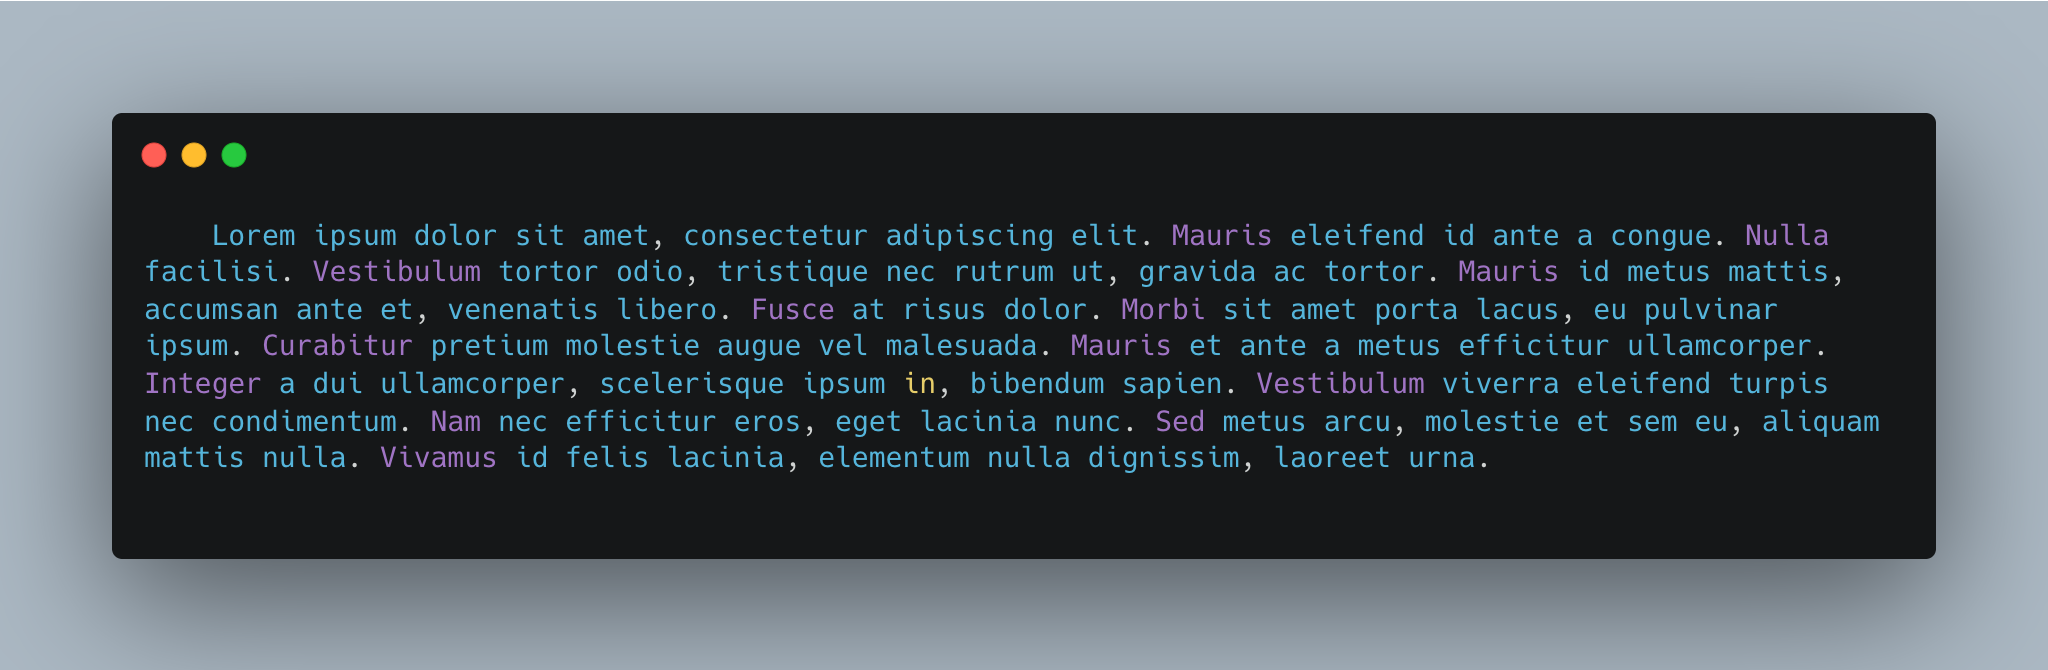 Lorem ipsum dolor sit amet, consectetur adipiscing elit. Mauris eleifend id ante a congue. Nulla
facilisi. Vestibulum tortor odio, tristique nec rutrum ut, gravida ac tortor. Mauris id metus mattis,
accumsan ante et, venenatis libero. Fusce at risus dolor. Morbi sit amet porta lacus, eu pulvinar
ipsum. Curabitur pretium molestie augue vel malesuada. Mauris et ante a metus efficitur ullamcorper.
Integer a dui ullamcorper, scelerisque ipsum in, bibendum sapien. Vestibulum viverra eleifend turpis
nec condimentum. Nam nec efficitur eros, eget lacinia nunc. Sed metus arcu, molestie et sem eu, aliquam
mattis nulla. Vivamus id felis lacinia, elementum nulla dignissim, laoreet urna.